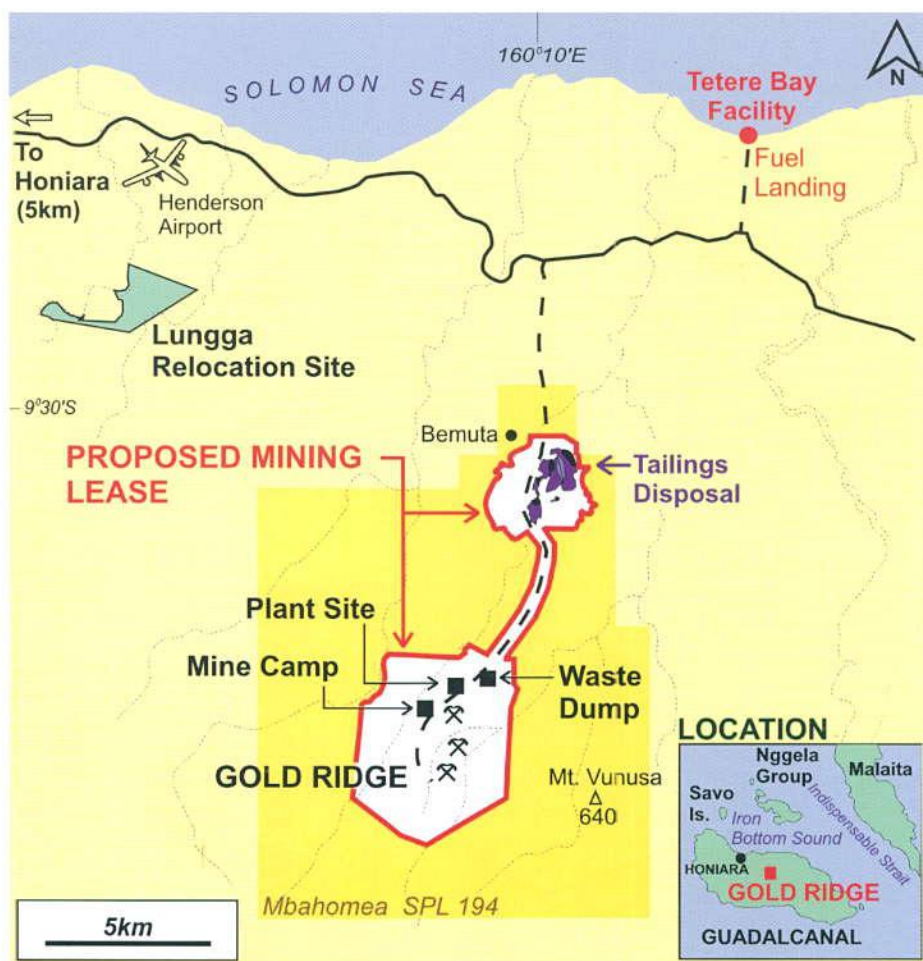 160°10'E
N
SOLOMON SEA
Tetere Bay
Facility
Fuel
Landing
To
Honiara
(5km)
Henderson
Airport
Lungga
Relocation Site
9°30'S
Bemuta
PROPOSED MINING
LEASE
Tailings
Disposal
Plant Site
Mine Camp
Waste
Dump
GOLD RIDGE
Mt. Vunusa
640
Mbahomea SPL 194
5km
LOCATION
Nggela
Group
Malaita
Savo
Is.
Iron
Bottom Sound
Indispensable Strait
HONIARA
GOLD RIDGE
GUADALCANAL